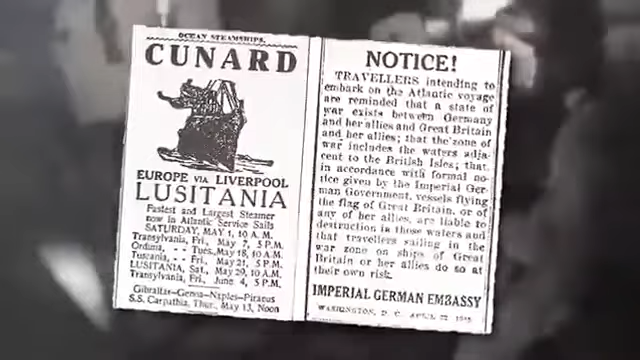 OCEAN STEAMSHIPS.
CUNARD
EUROPE VIA LIVERPOOL
LUSITANIA
Fastest and Largest Steamer
now in Atlantic Service Sails
SATURDAY, MAY 1, 10 A.M.
Transylvania, Fri., May 7, 5 P.M.
Orduna, - - Tues., May 18, 10 A.M.
Tuscania, - - Fri., May 21, 5 P.M.
LUSITANIA, Sat., May 29, 10 A.M.
Transylvania, Fri., June 4, 5 P.M.
Gibraltar-Genoa-Naples-Piraeus
S.S. Carpathia, Thur., May 13, Noon
NOTICE!
TRAVELLERS intending to
embark on the Atlantic voyage
are reminded that a state of
war exists between Germany
and her allies and Great Britain
and her allies; that the zone of
war includes the waters adja-
cent to the British Isles; that,
in accordance with formal no-
tice given by the Imperial Ger-
man Government, vessels flying
the flag of Great Britain, or of
any of her allies, are liable to
destruction in those waters and
that travellers sailing in the
war zone on ships of Great
Britain or her allies do so at
their own risk.
IMPERIAL GERMAN EMBASSY
WASHINGTON, D. C. APRIL 22, 1915